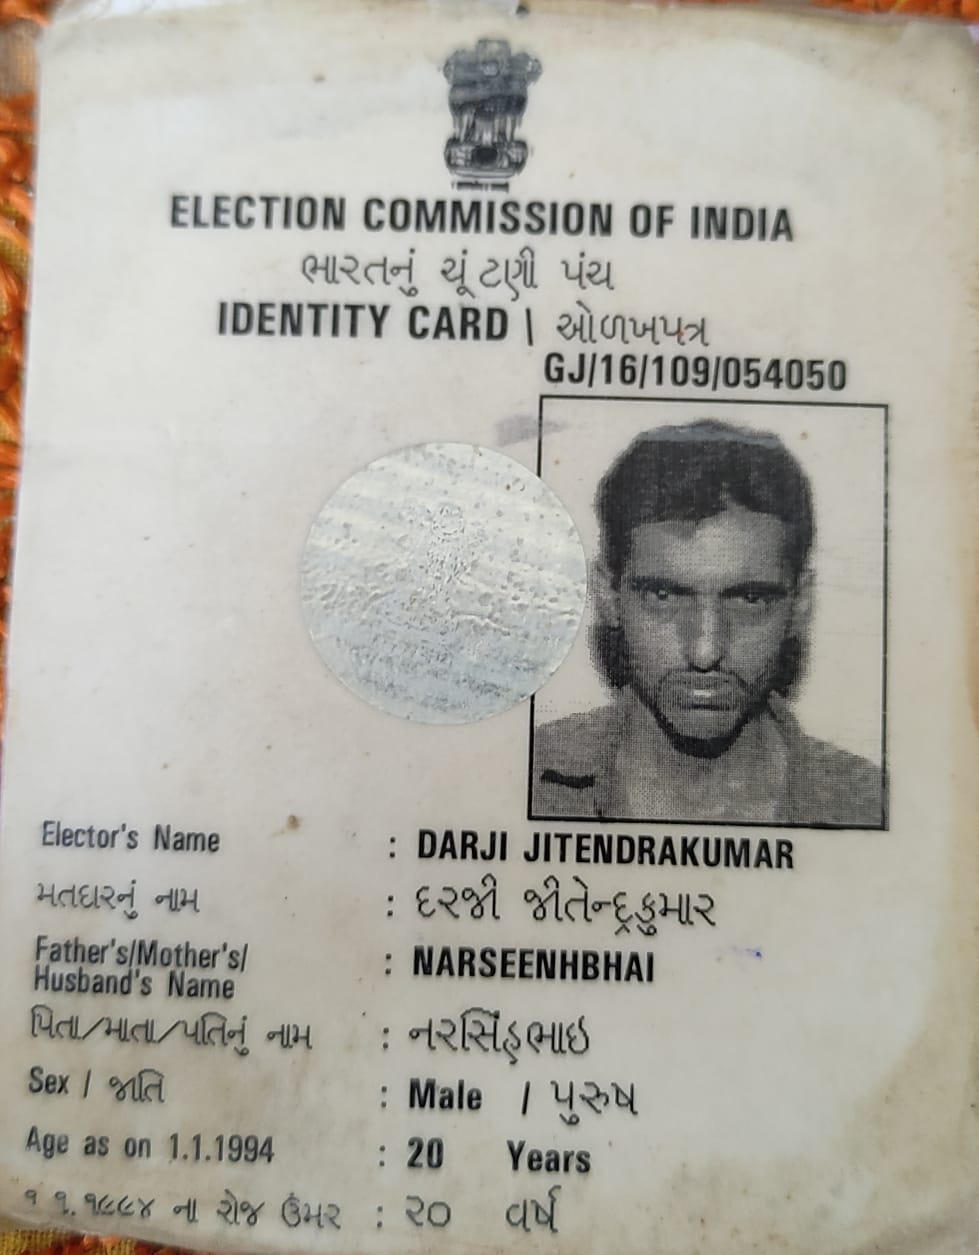 ELECTION COMMISSION OF INDIA
ભારતનું ચૂંટણી પંચ
IDENTITY CARD | ઓળખપત્ર
GJ/16/109/054050
Elector's Name : DARJI JITENDRAKUMAR
મતદારનું નામ : દરજી જીતેન્દ્રકુમાર
Father's/Mother's/
Husband's Name : NARSEENHBHAI
પિતા/માતા/પતિનું નામ : નરસિંહભાઇ
Sex / જાતિ : Male / પુરુષ
Age as on 1.1.1994 : 20 Years
૧ ૧.૧૯૯૪ ના રોજ ઉંમર : ૨૦ વર્ષ